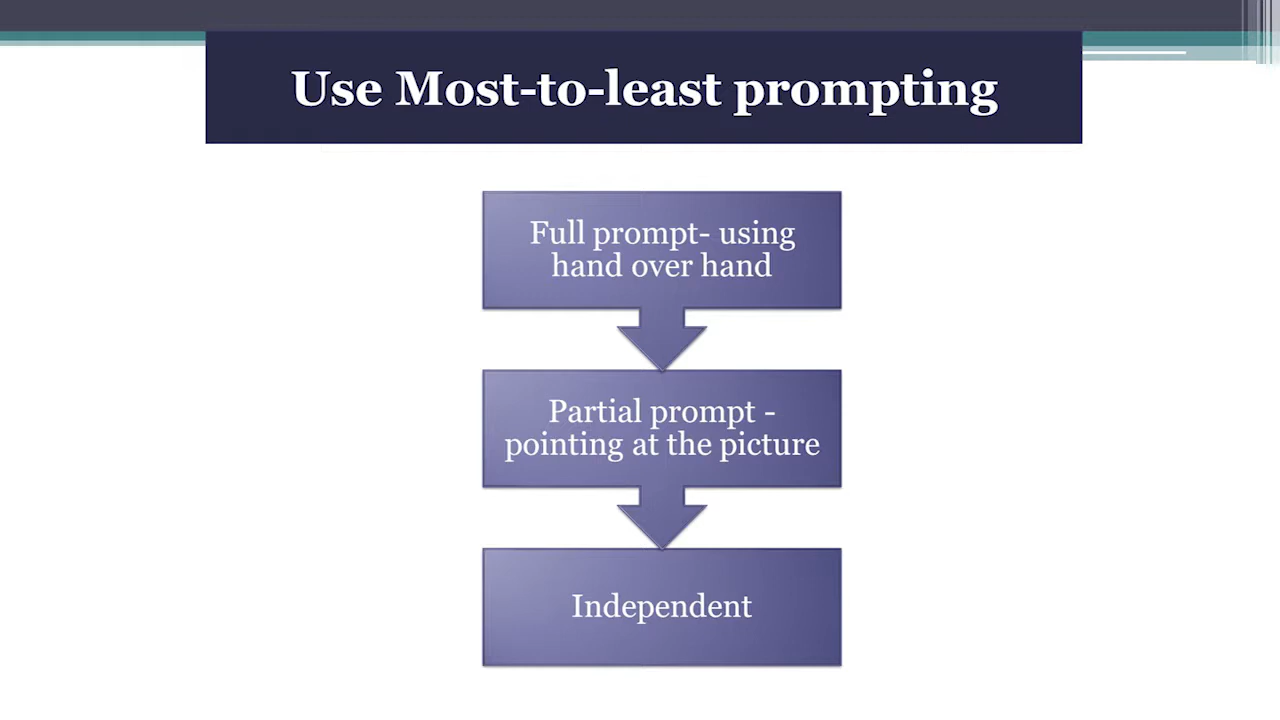 Use Most-to-least prompting
Full prompt- using
hand over hand
Partial prompt -
pointing at the picture
Independent